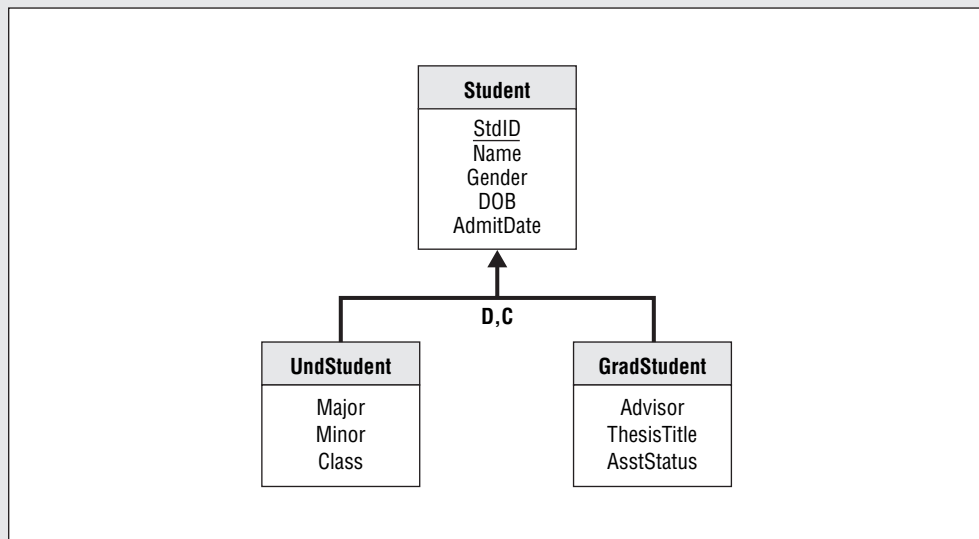 Student
StdID
Name
Gender
DOB
AdmitDate
D,C
UndStudent
Major
Minor
Class
GradStudent
Advisor
ThesisTitle
AsstStatus